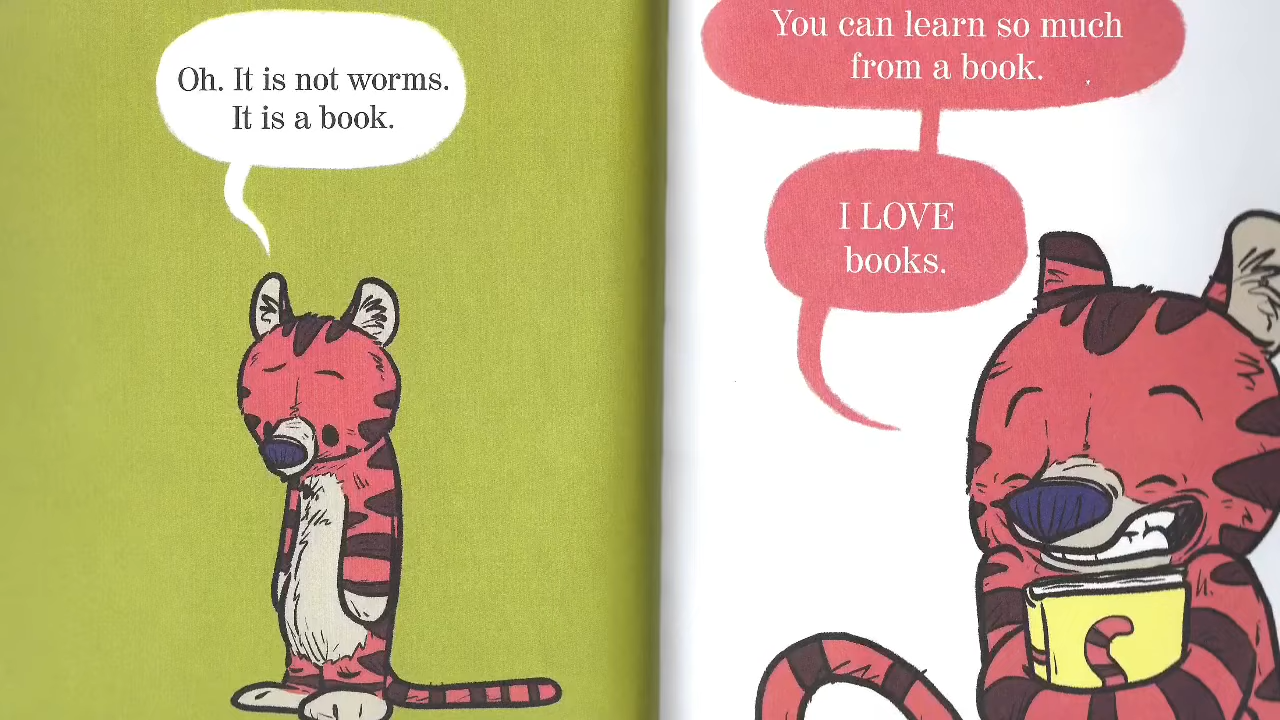 Oh. It is not worms.
It is a book.
You can learn so much
from a book.
I LOVE
books.